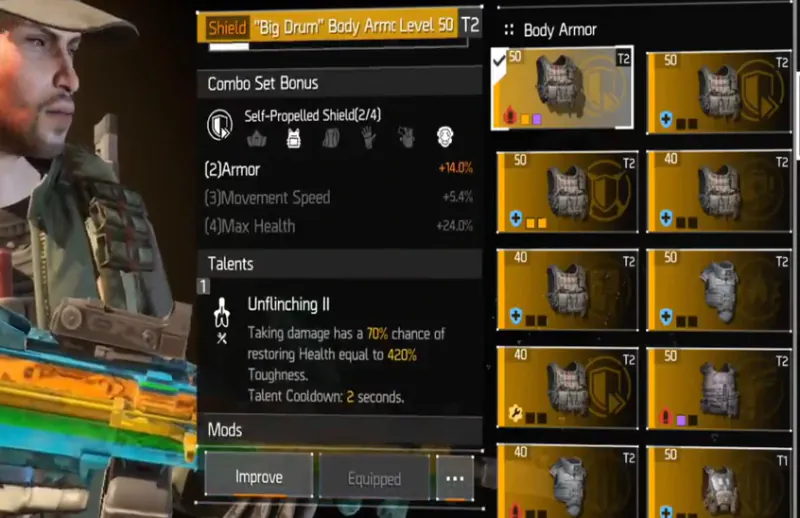 Shield "Big Drum" Body Armc Level 50 T2
Combo Set Bonus
Self-Propelled Shield(2/4)
(2)Armor +14.0%
(3)Movement Speed +5.4%
(4)Max Health +24.0%
Talents
1
Unflinching II
Taking damage has a 70% chance of
restoring Health equal to 420%
Toughness.
Talent Cooldown: 2 seconds.
Mods
Improve
Equipped
...
Body Armor
50 T2
50 T2
50 T2
40 T2
40 T2
50 T2
40 T2
50 T2
40 T2
50 T1